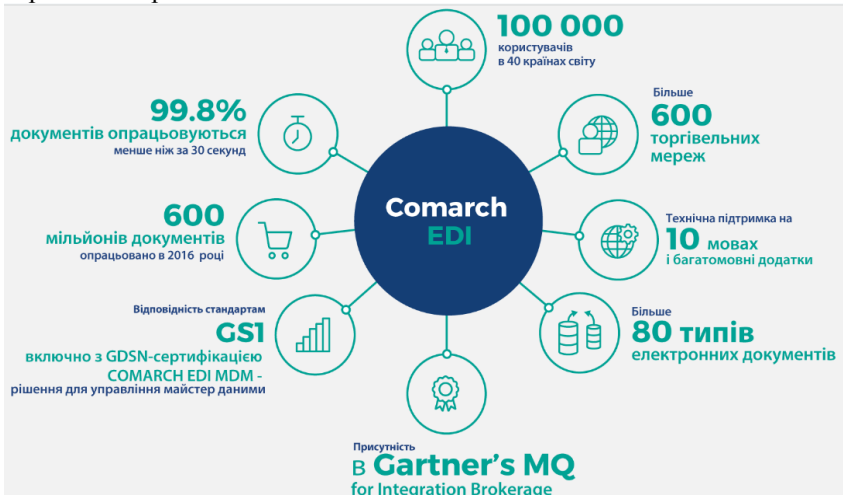 100 000
користувачів
в 40 країнах світу
Більше
600
торгівельних
мереж
Технічна підтримка на
10 мовах
і багатомовні додатки
Більше
80 типів
електронних документів
Присутність
в Gartner’s MQ
for Integration Brokerage
Відповідність стандартам
GS1
включно з GDSN-сертифікацією
COMARCH EDI MDM -
рішення для управління майстер даними
600
мільйонів документів
опрацьовано в 2016 році
99.8%
документів опрацьовуються
менше ніж за 30 секунд
Comarch
EDI